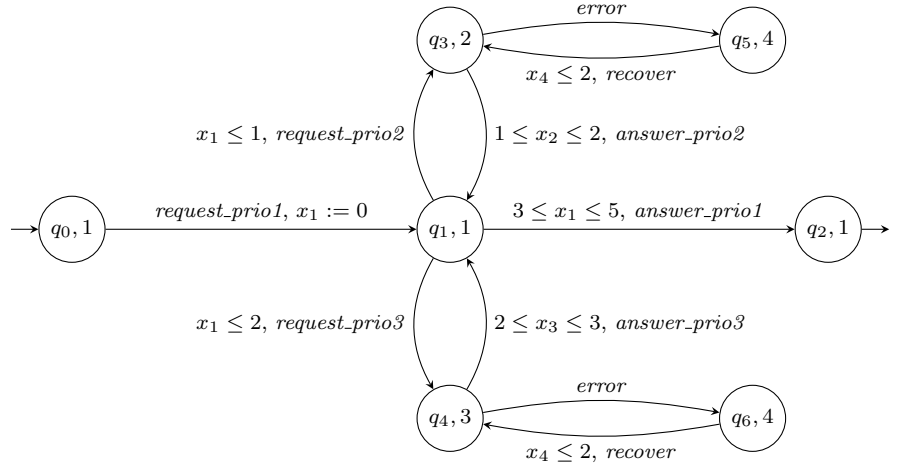 error
q₃, 2
q₅, 4
x₄ ≤ 2, recover
x₁ ≤ 1, request_prio2
1 ≤ x₂ ≤ 2, answer_prio2
request_prio1, x₁ := 0
3 ≤ x₁ ≤ 5, answer_prio1
q₀, 1
q₁, 1
q₂, 1
x₁ ≤ 2, request_prio3
2 ≤ x₃ ≤ 3, answer_prio3
error
q₄, 3
q₆, 4
x₄ ≤ 2, recover